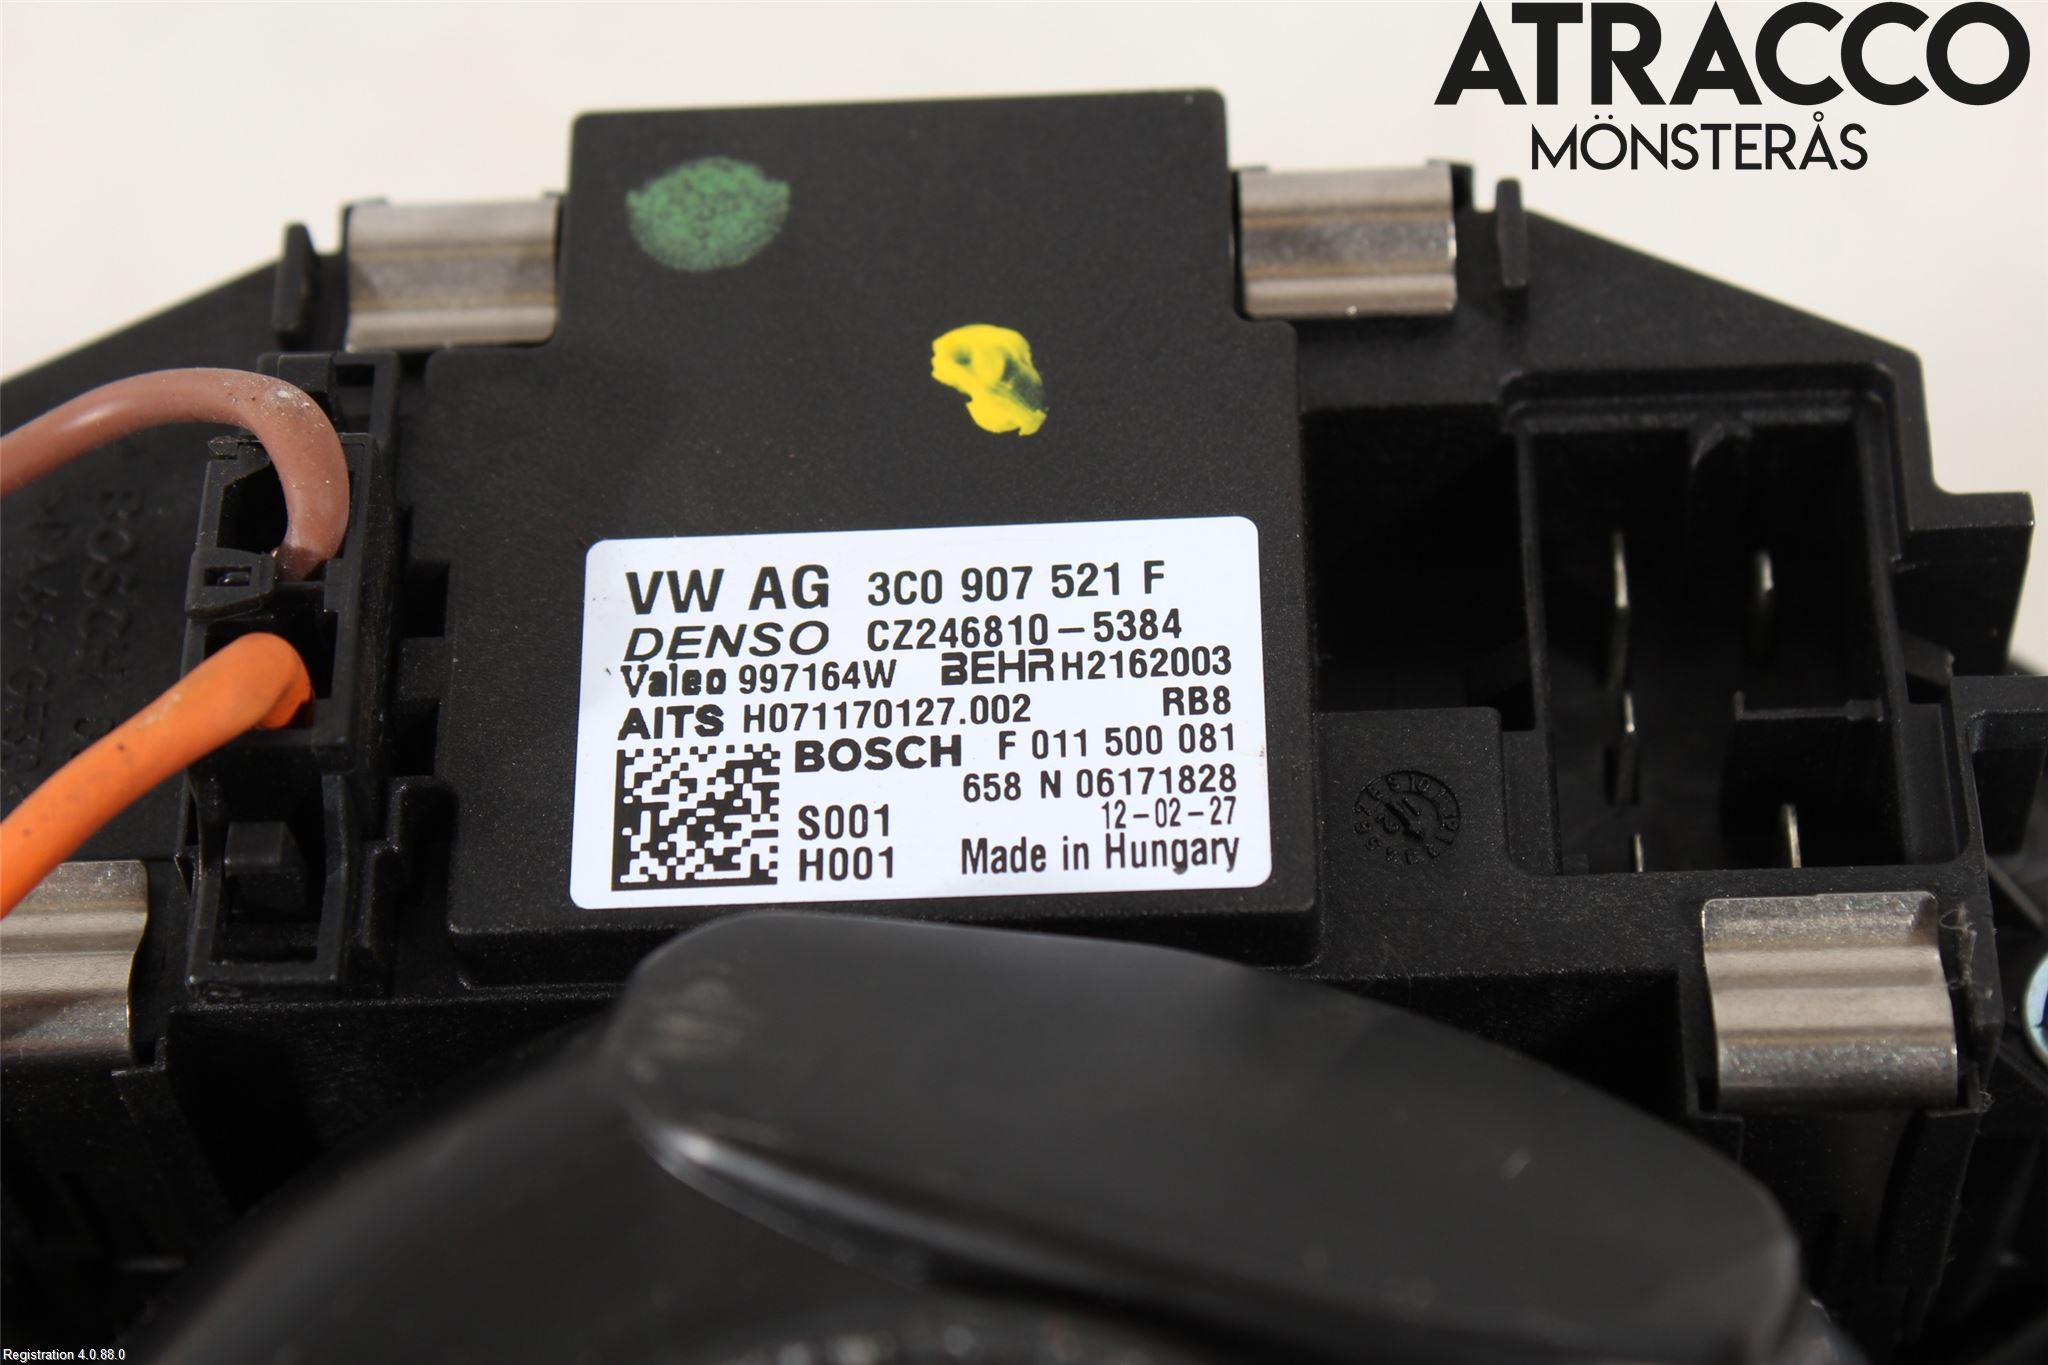 ATRACCO
MÖNSTERÅS
VW AG 3C0 907 521 F
DENSO CZ246810-5384
Valeo 997164W BEHR H2162003
AITS H071170127.002 RB8
BOSCH F 011 500 081
658 N 06171828
S001 12-02-27
H001 Made in Hungary
BOSCH
Registration 4.0.88.0